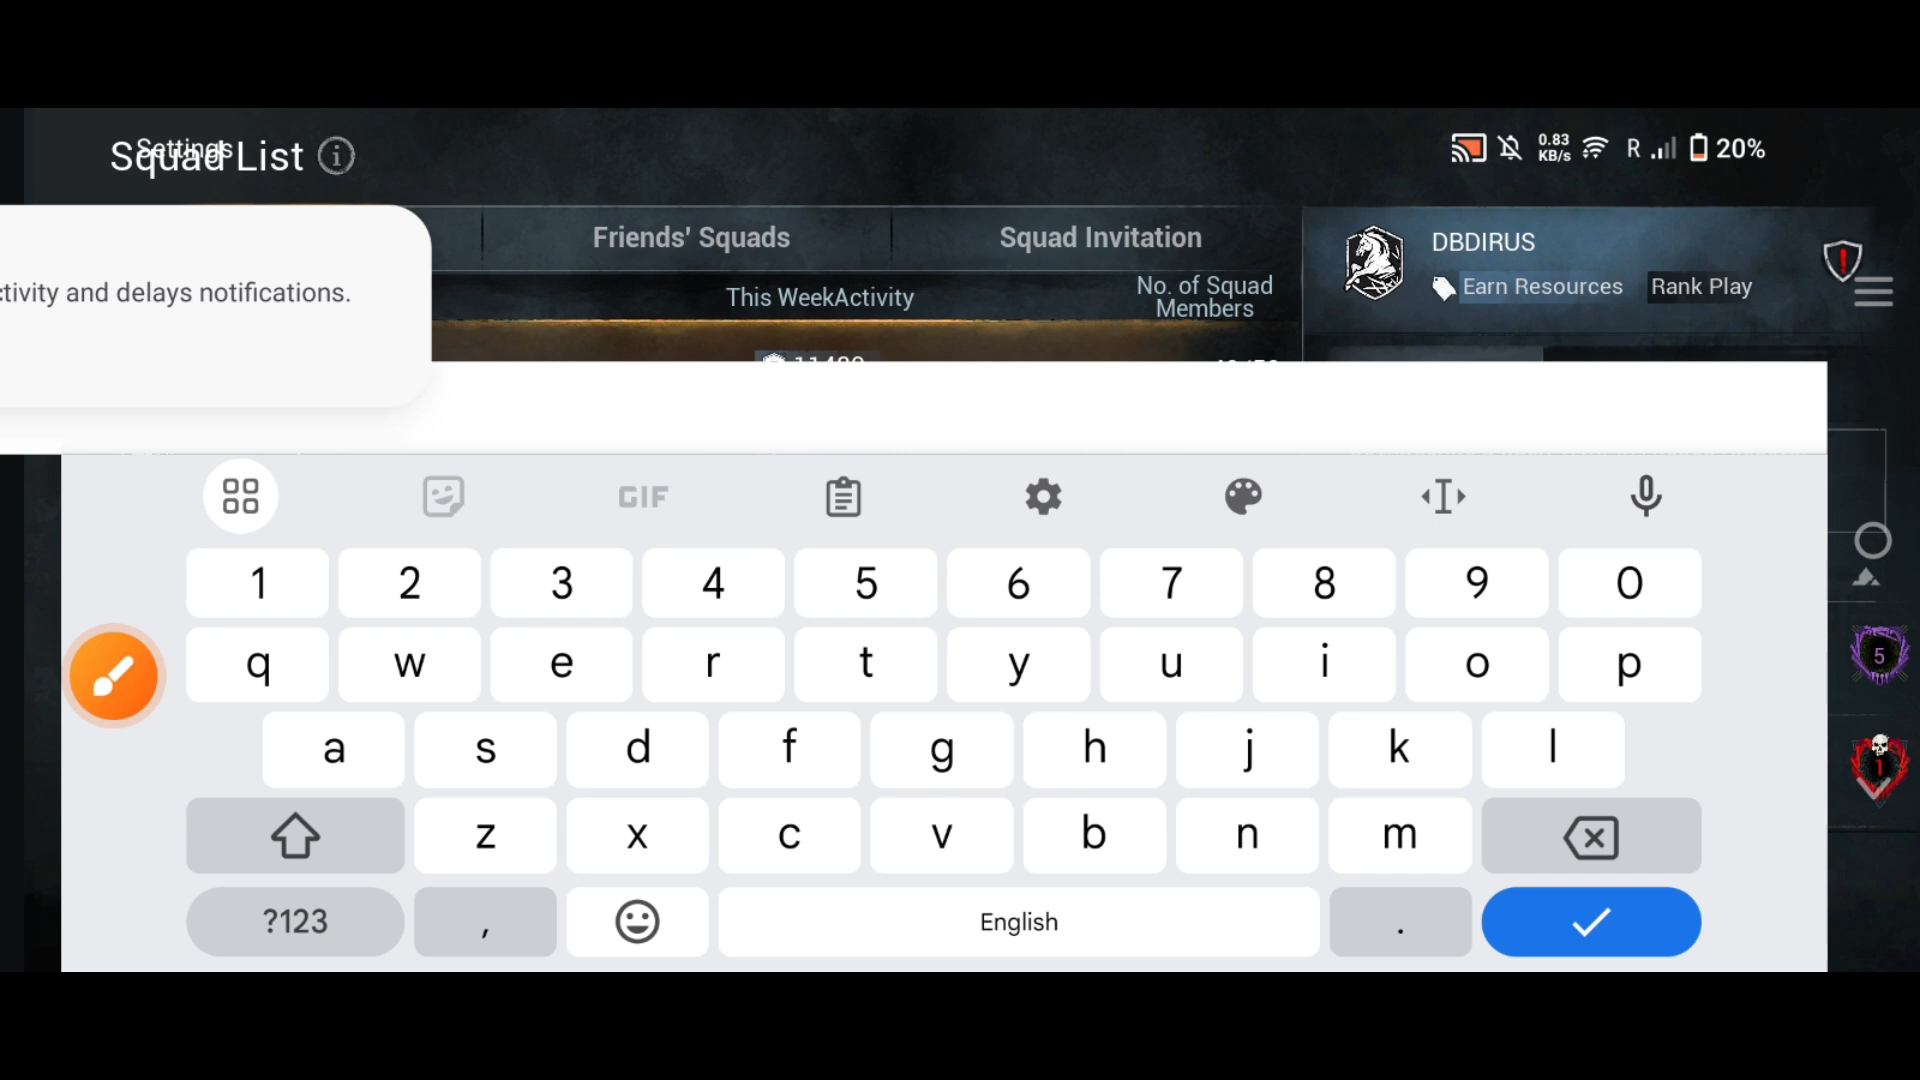 Settings
Squad List
0.83
KB/s
R
20%
Friends' Squads
Squad Invitation
DBDIRUS
Earn Resources
Rank Play
tivity and delays notifications.
This WeekActivity
No. of Squad
Members
GIF
1 2 3 4 5 6 7 8 9 0
q w e r t y u i o p
5
a s d f g h j k l
1
z x c v b n m
?123 , English .